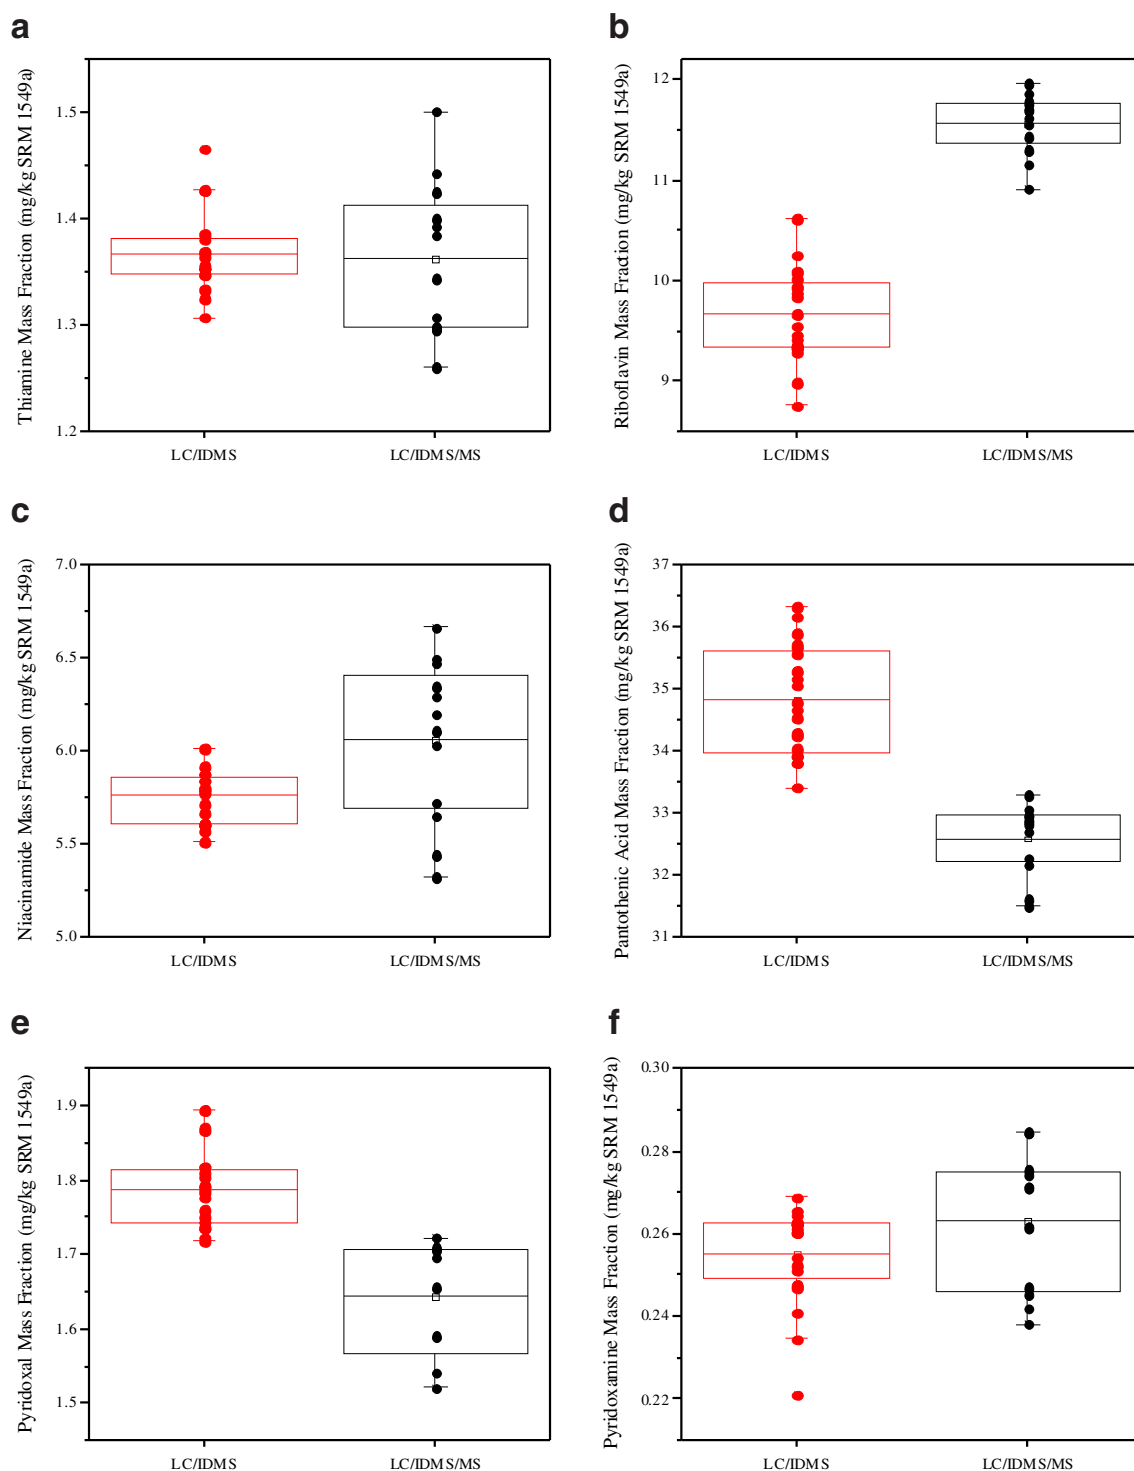 a
Thiamine Mass Fraction (mg/kg SRM 1549a)
1.5
1.4
1.3
1.2
LC/IDMS
LC/IDMS/MS
b
Riboflavin Mass Fraction (mg/kg SRM 1549a)
12
11
10
9
LC/IDMS
LC/IDMS/MS
c
Niacinamide Mass Fraction (mg/kg SRM 1549a)
7.0
6.5
6.0
5.5
5.0
LC/IDMS
LC/IDMS/MS
d
Pantothenic Acid Mass Fraction (mg/kg SRM 1549a)
37
36
35
34
33
32
31
LC/IDMS
LC/IDMS/MS
e
Pyridoxal Mass Fraction (mg/kg SRM 1549a)
1.9
1.8
1.7
1.6
1.5
LC/IDMS
LC/IDMS/MS
f
Pyridoxamine Mass Fraction (mg/kg SRM 1549a)
0.30
0.28
0.26
0.24
0.22
LC/IDMS
LC/IDMS/MS